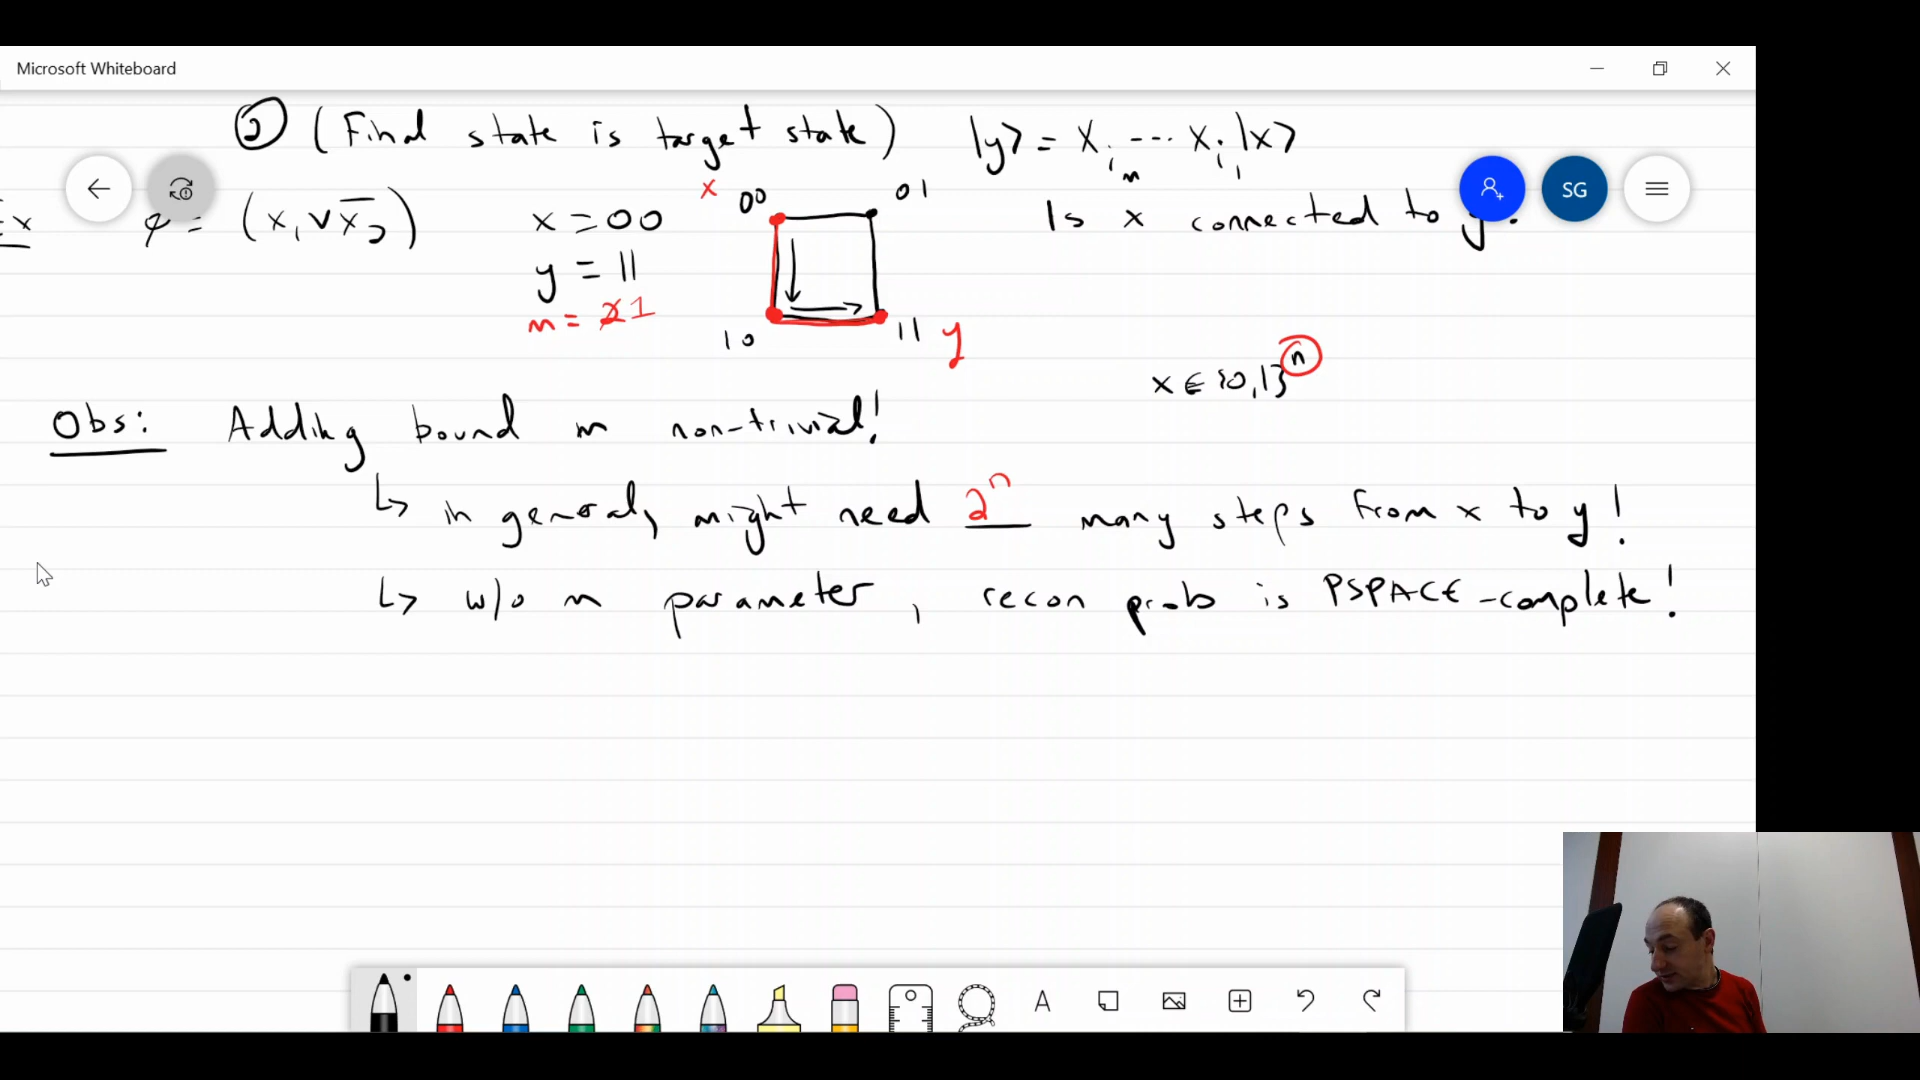 Microsoft Whiteboard
② (Final state is target state) |y⟩ = X_{i_m} ... X_{i_1} |x⟩
Ex φ = (x₁ ∨ x̅₂) x = 00 x 00 01 Is x connected to y?
y = 11
m = 2 1
10 11 y
x ∈ {0,1}ⁿ
Obs: Adding bound m non-trivial!
↳ in general, might need 2ⁿ many steps from x to y!
↳ w/o m parameter, recon prob is PSPACE-complete!
SG